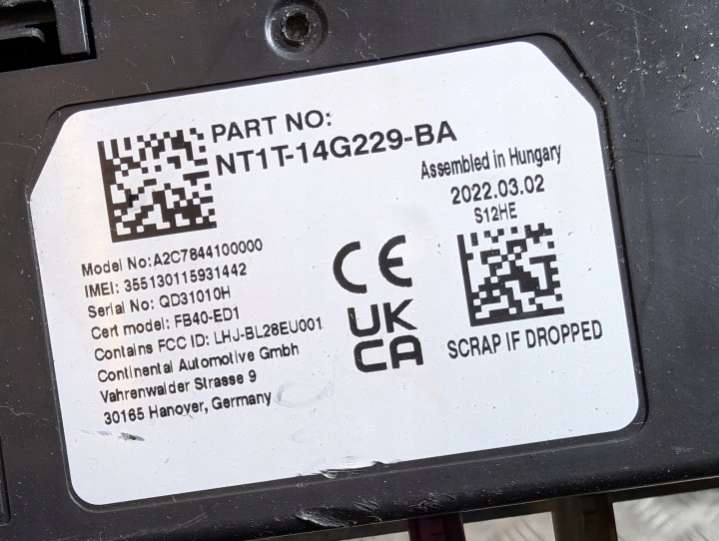 PART NO:
NT1T-14G229-BA
Assembled in Hungary
2022.03.02
S12HE
Model No:A2C7844100000
IMEI: 355130115931442
Serial No: QD31010H
Cert model: FB40-ED1
Contains FCC ID: LHJ-BL28EU001
Continental Automotive Gmbh
Vahrenwalder Strasse 9
30165 Hanover, Germany
CE
UK
CA
SCRAP IF DROPPED